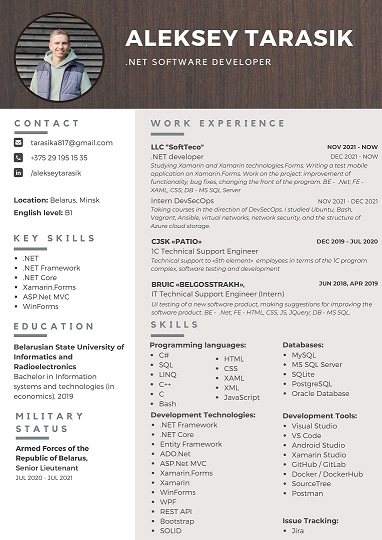 ALEKSEY TARASIK
.NET SOFTWARE DEVELOPER
CONTACT
tarasika817@gmail.com
+375 29 195 15 35
/alekseytarasik
Location: Belarus, Minsk
English level: B1
KEY SKILLS
.NET
.NET Framework
.NET Core
Xamarin.Forms
ASP.Net MVC
WinForms
EDUCATION
Belarusian State University of
Informatics and
Radioelectronics
Bachelor in Information
systems and technologies (in
economics), 2019
MILITARY
STATUS
Armed Forces of the
Republic of Belarus,
Senior Lieutenant
JUL 2020 - JUL 2021
WORK EXPERIENCE
LLC "SoftTeco" NOV 2021 - NOW
.NET developer DEC 2021 - NOW
Studying Xamarin and Xamarin technologies.Forms. Writing a test mobile
application on Xamarin.Forms. Work on the project: improvement of
functionality; bug fixes, changing the front of the program. BE - .Net; FE -
XAML, CSS; DB - MS SQL Server
Intern DevSecOps NOV 2021 - DEC 2021
Taking courses in the direction of DevSecOps. I studied Ubuntu, Bash,
Vagrant, Ansible, virtual networks, network security, and the structure of
Azure cloud storage.
CJSK «PATIO» DEC 2019 - JUL 2020
1C Technical Support Engineer
Technical support to «5th element» employees in terms of the 1C program
complex, software testing and development
BRUIC «BELGOSSTRAKH», JUN 2018, APR 2019
IT Technical Support Engineer (Intern)
UI testing of a new software product, making suggestions for improving the
software product. BE - .Net; FE - HTML, CSS, JS, JQuery; DB - MS SQL.
SKILLS
Programming languages:
C#
SQL
LINQ
C++
C
Bash
HTML
CSS
XAML
XML
JavaScript
Databases:
MySQL
MS SQL Server
SQLite
PostgreSQL
Oracle Database
Development Technologies:
.NET Framework
.NET Core
Entity Framework
ADO.Net
ASP.Net MVC
Xamarin.Forms
Xamarin
WinForms
WPF
REST API
Bootstrap
SOLID
Development Tools:
Visual Studio
VS Code
Android Studio
Xamarin Studio
GitHub / GitLab
Docker / DockerHub
SourceTree
Postman
Issue Tracking:
Jira